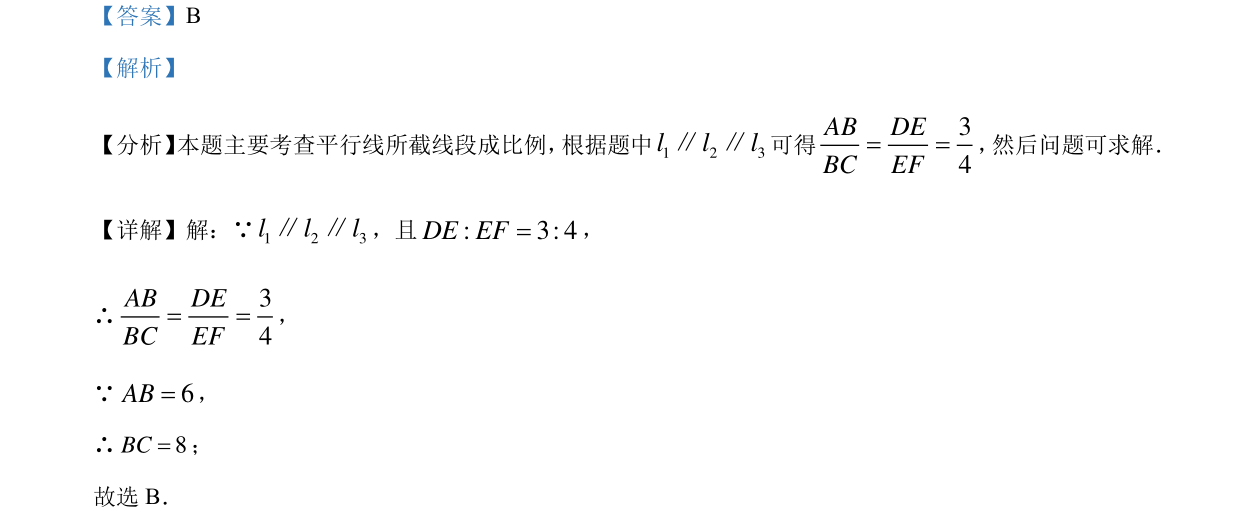 【答案】B
【解析】
【分析】本题主要考查平行线所截线段成比例，根据题中 l₁ ∥ l₂ ∥ l₃ 可得 AB/BC = DE/EF = 3/4，然后问题可求解．
【详解】解：∵ l₁ ∥ l₂ ∥ l₃，且 DE : EF = 3 : 4，
∴ AB/BC = DE/EF = 3/4，
∵ AB = 6，
∴ BC = 8；
故选 B．